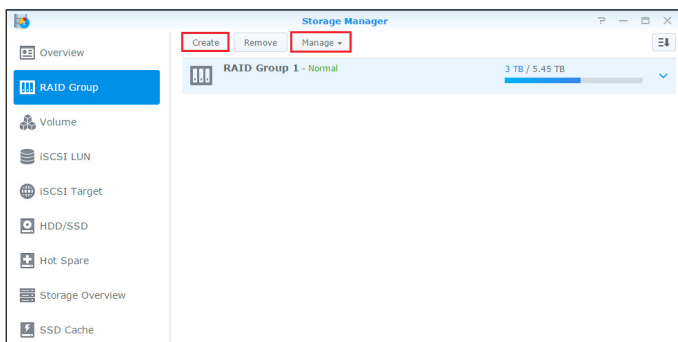 Storage Manager
Overview
RAID Group
Volume
iSCSI LUN
iSCSI Target
HDD/SSD
Hot Spare
Storage Overview
SSD Cache
Create Remove Manage
RAID Group 1 - Normal 3 TB / 5.45 TB